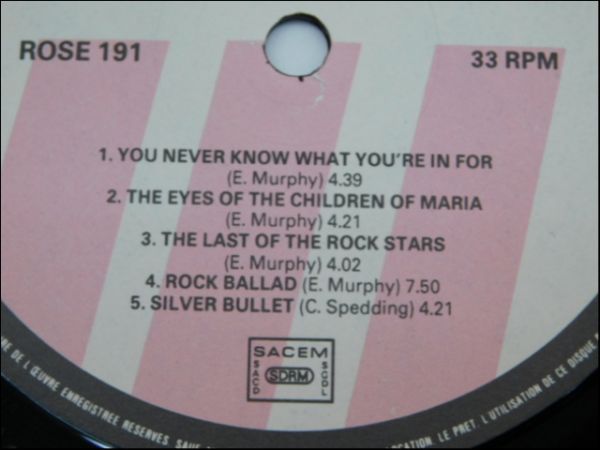 ROSE 191
33 RPM
1. YOU NEVER KNOW WHAT YOU'RE IN FOR
(E. Murphy) 4.39
2. THE EYES OF THE CHILDREN OF MARIA
(E. Murphy) 4.21
3. THE LAST OF THE ROCK STARS
(E. Murphy) 4.02
4. ROCK BALLAD (E. Murphy) 7.50
5. SILVER BULLET (C. Spedding) 4.21
SACEM
SACD
SDRM
SGDL
DE L'ŒUVRE ENREGISTREE RESERVES. SAUF
LOCATION, LE PRET, L'UTILISATION DE CE DISQUE